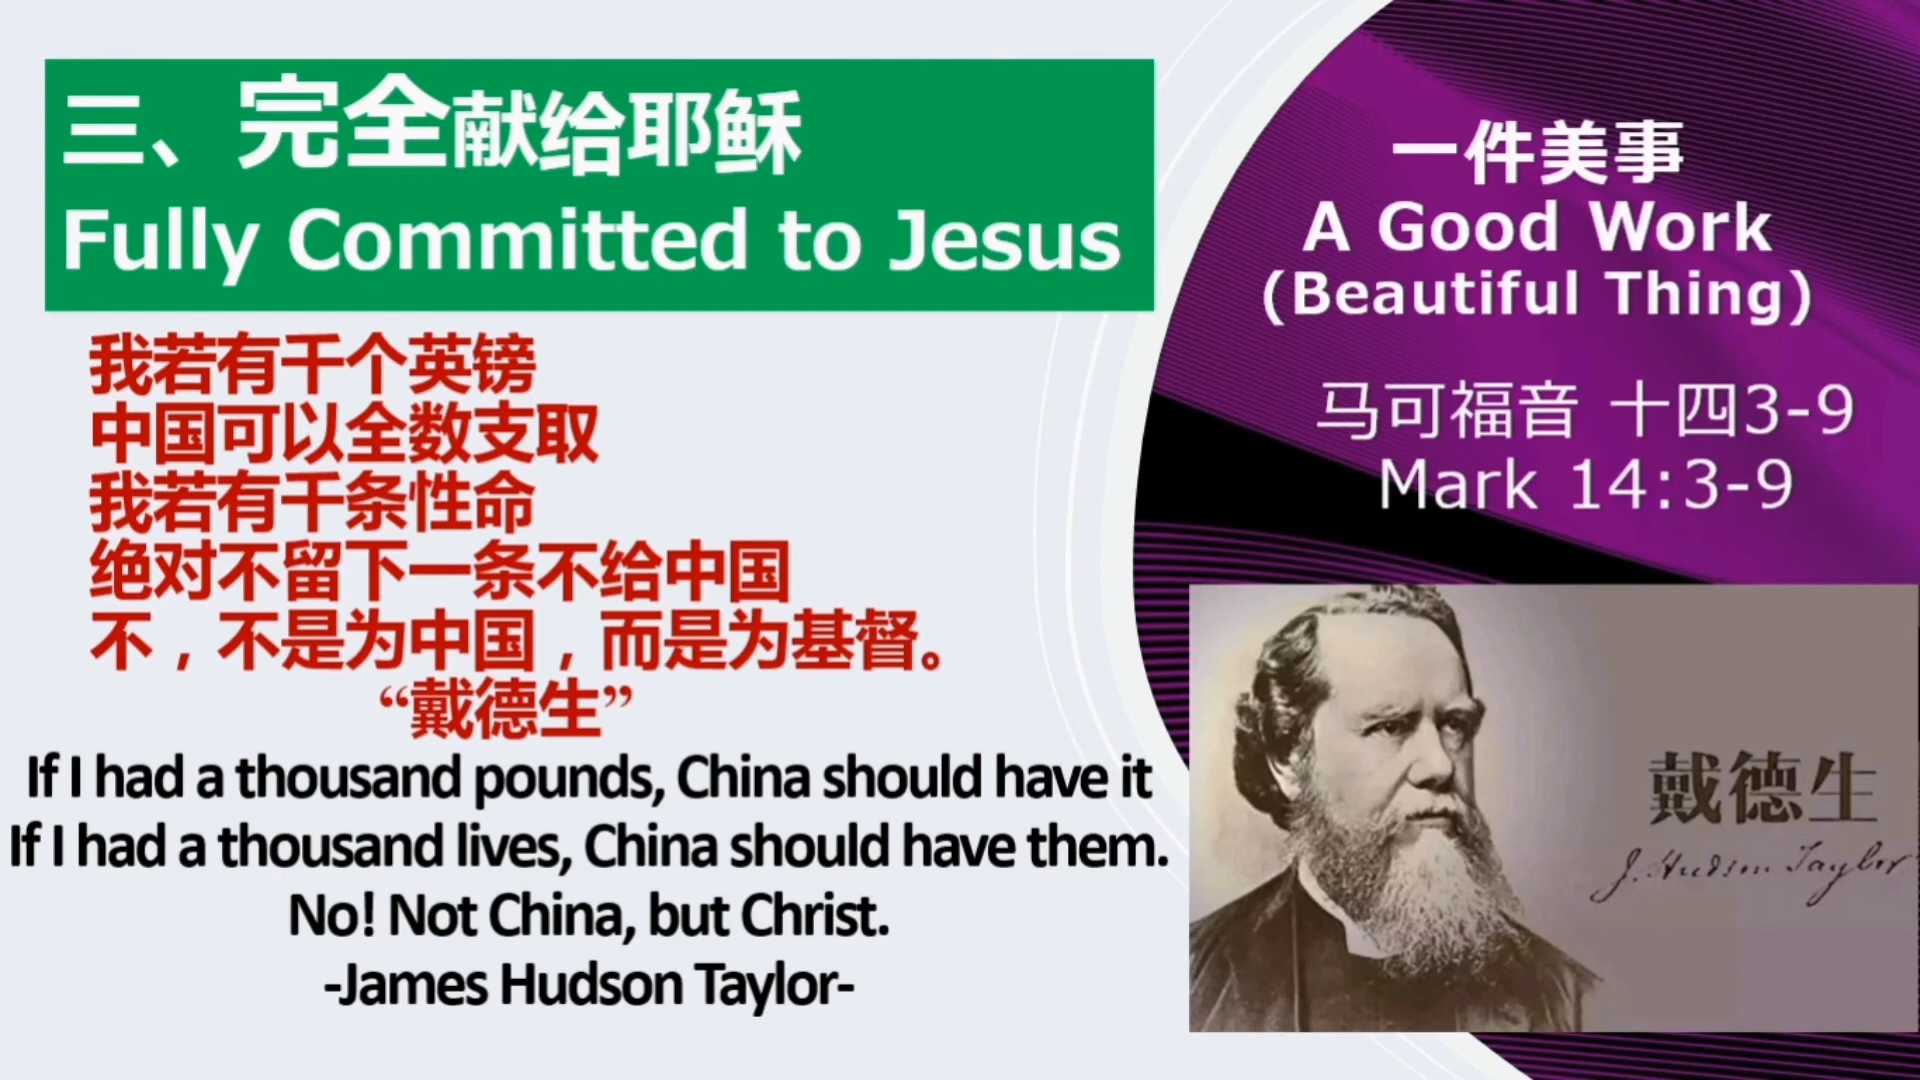 三、完全献给耶稣
Fully Committed to Jesus
我若有千个英镑
中国可以全数支取
我若有千条性命
绝对不留下一条不给中国
不，不是为中国，而是为基督。
“戴德生”
If I had a thousand pounds, China should have it
If I had a thousand lives, China should have them.
No! Not China, but Christ.
-James Hudson Taylor-
一件美事
A Good Work
(Beautiful Thing)
马可福音 十四3-9
Mark 14:3-9
戴德生
J. Hudson Taylor